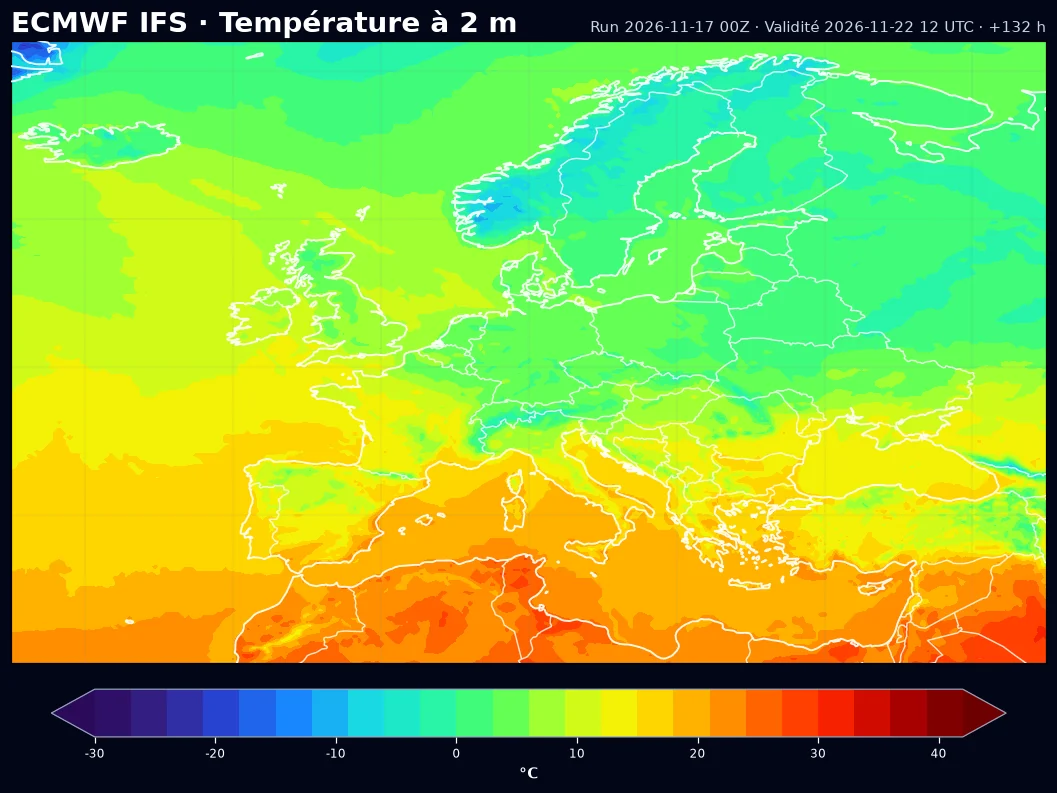 ECMWF IFS · Température à 2 m
Run 2026-11-17 00Z · Validité 2026-11-22 12 UTC · +132 h
-30 -20 -10 0 10 20 30 40
°C